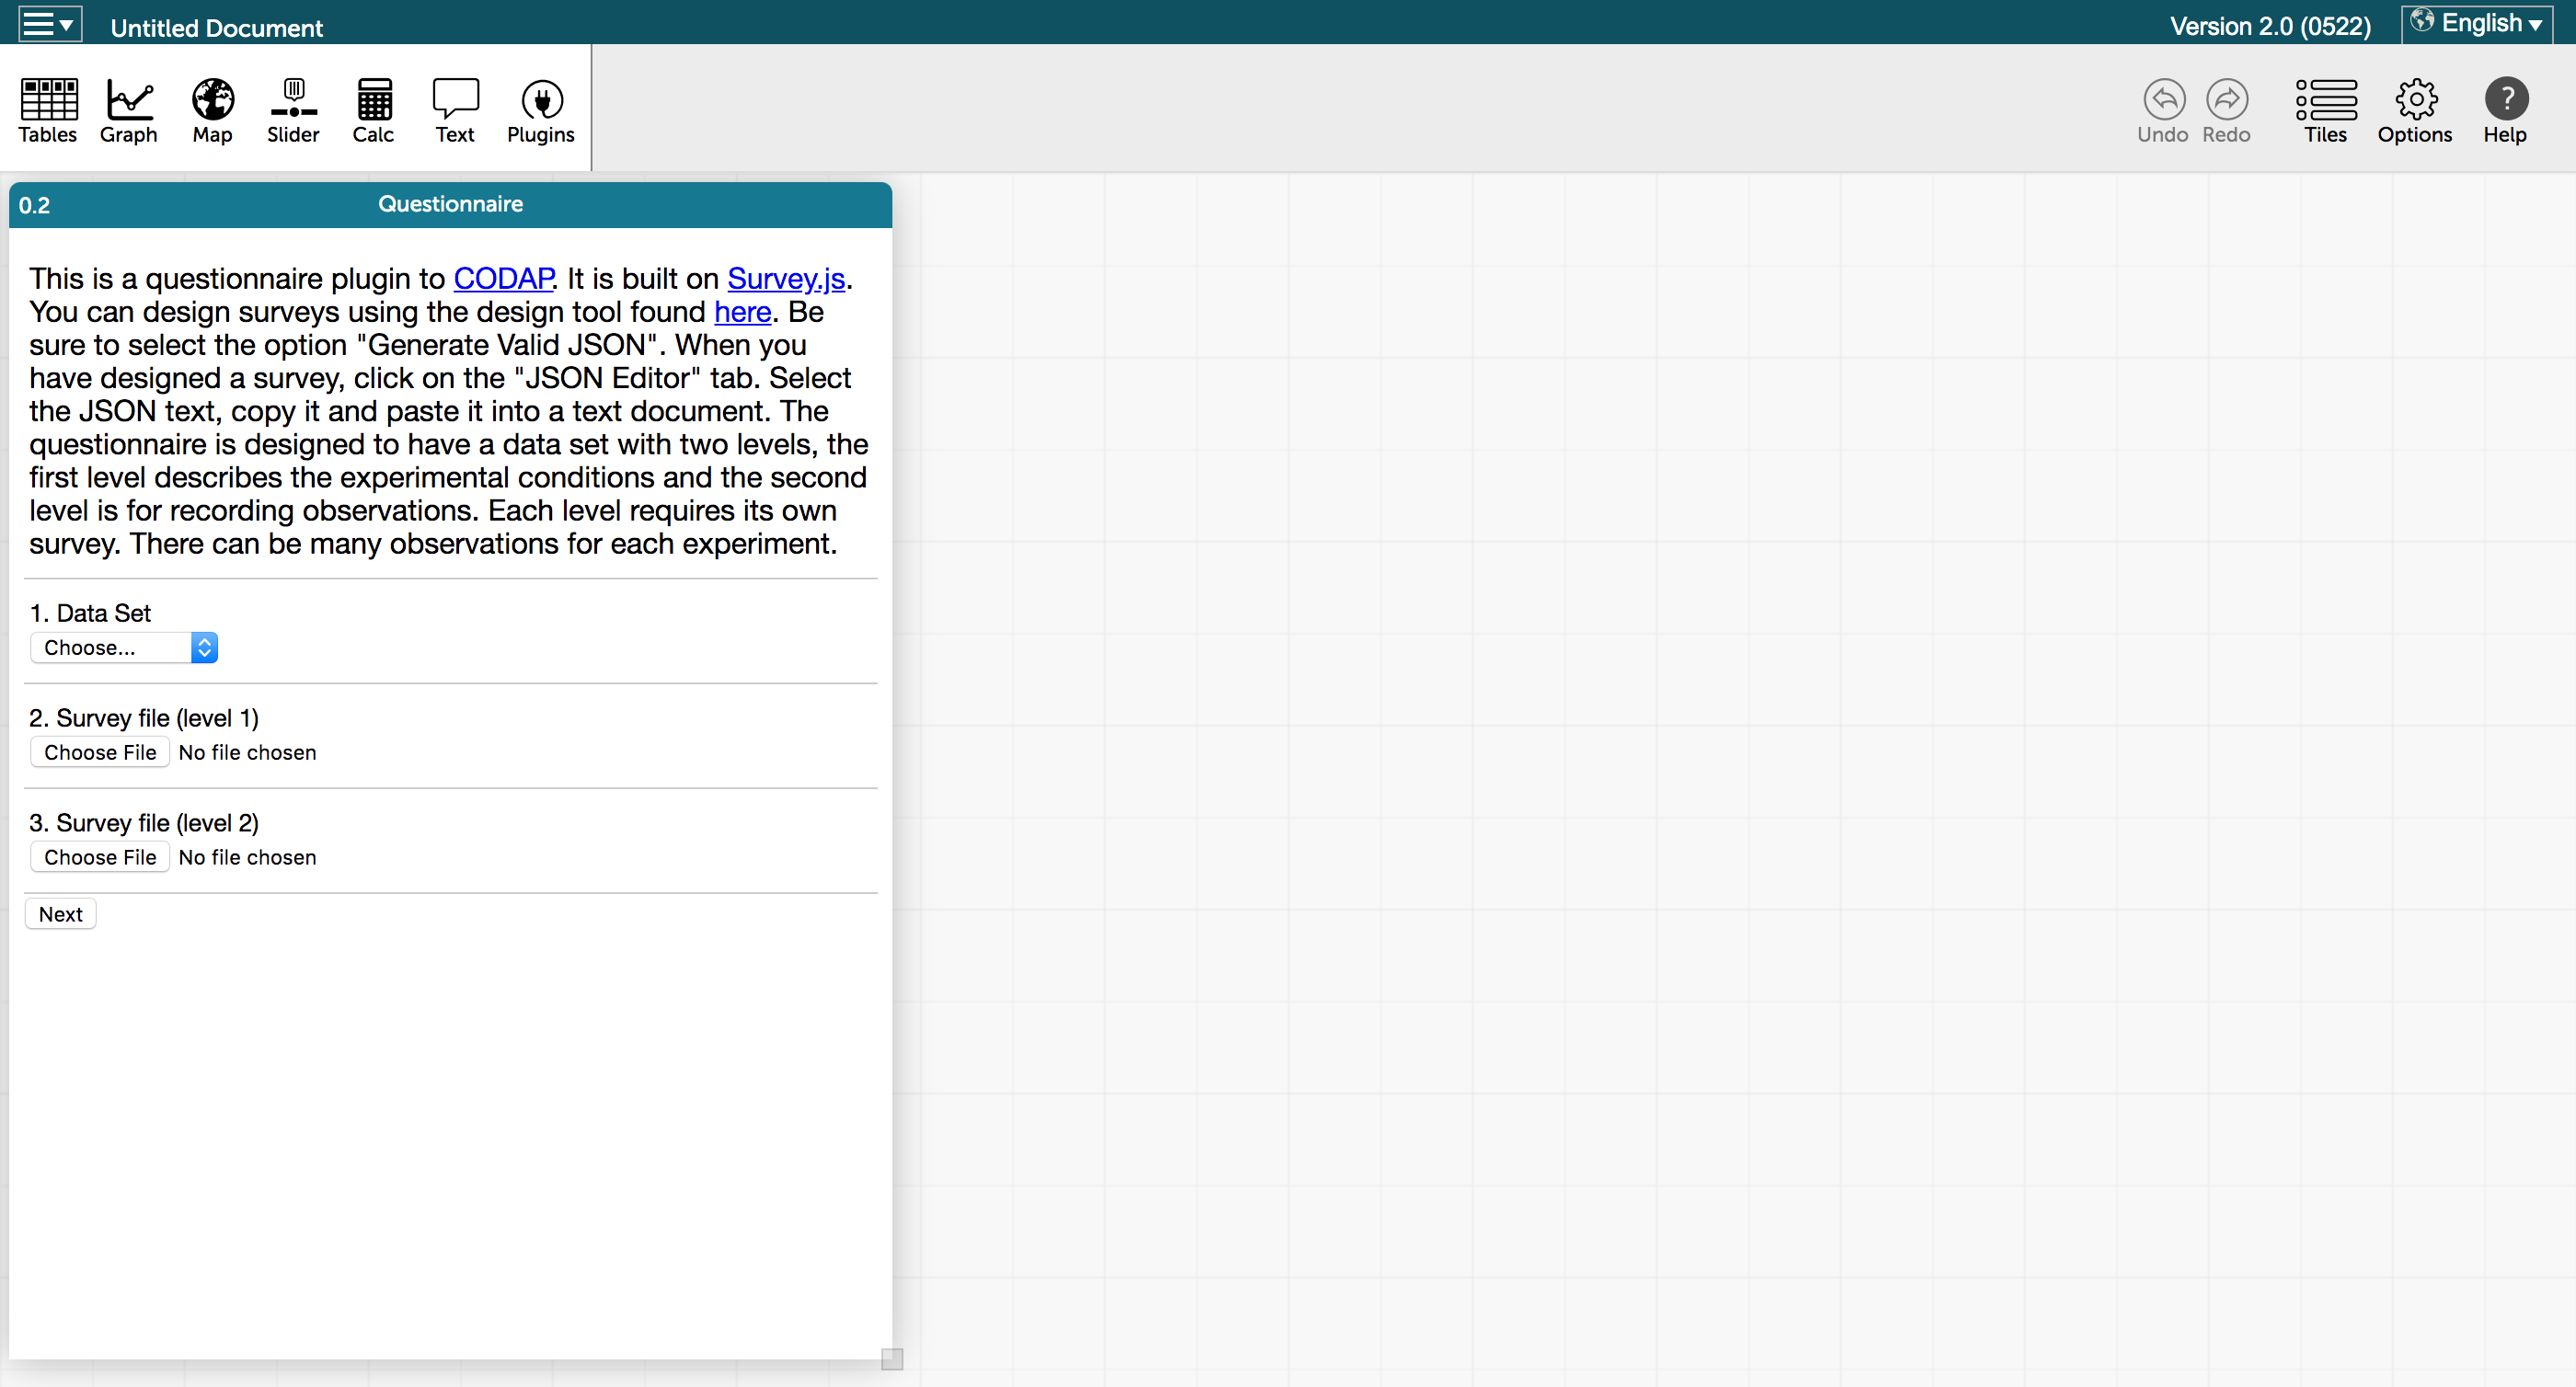 Untitled Document
Version 2.0 (0522)
English
Tables
Graph
Map
Slider
Calc
Text
Plugins
Undo
Redo
Tiles
Options
?
Help
0.2
Questionnaire
This is a questionnaire plugin to CODAP. It is built on Survey.js.
You can design surveys using the design tool found here. Be
sure to select the option "Generate Valid JSON". When you
have designed a survey, click on the "JSON Editor" tab. Select
the JSON text, copy it and paste it into a text document. The
questionnaire is designed to have a data set with two levels, the
first level describes the experimental conditions and the second
level is for recording observations. Each level requires its own
survey. There can be many observations for each experiment.
1. Data Set
Choose...
2. Survey file (level 1)
Choose File No file chosen
3. Survey file (level 2)
Choose File No file chosen
Next